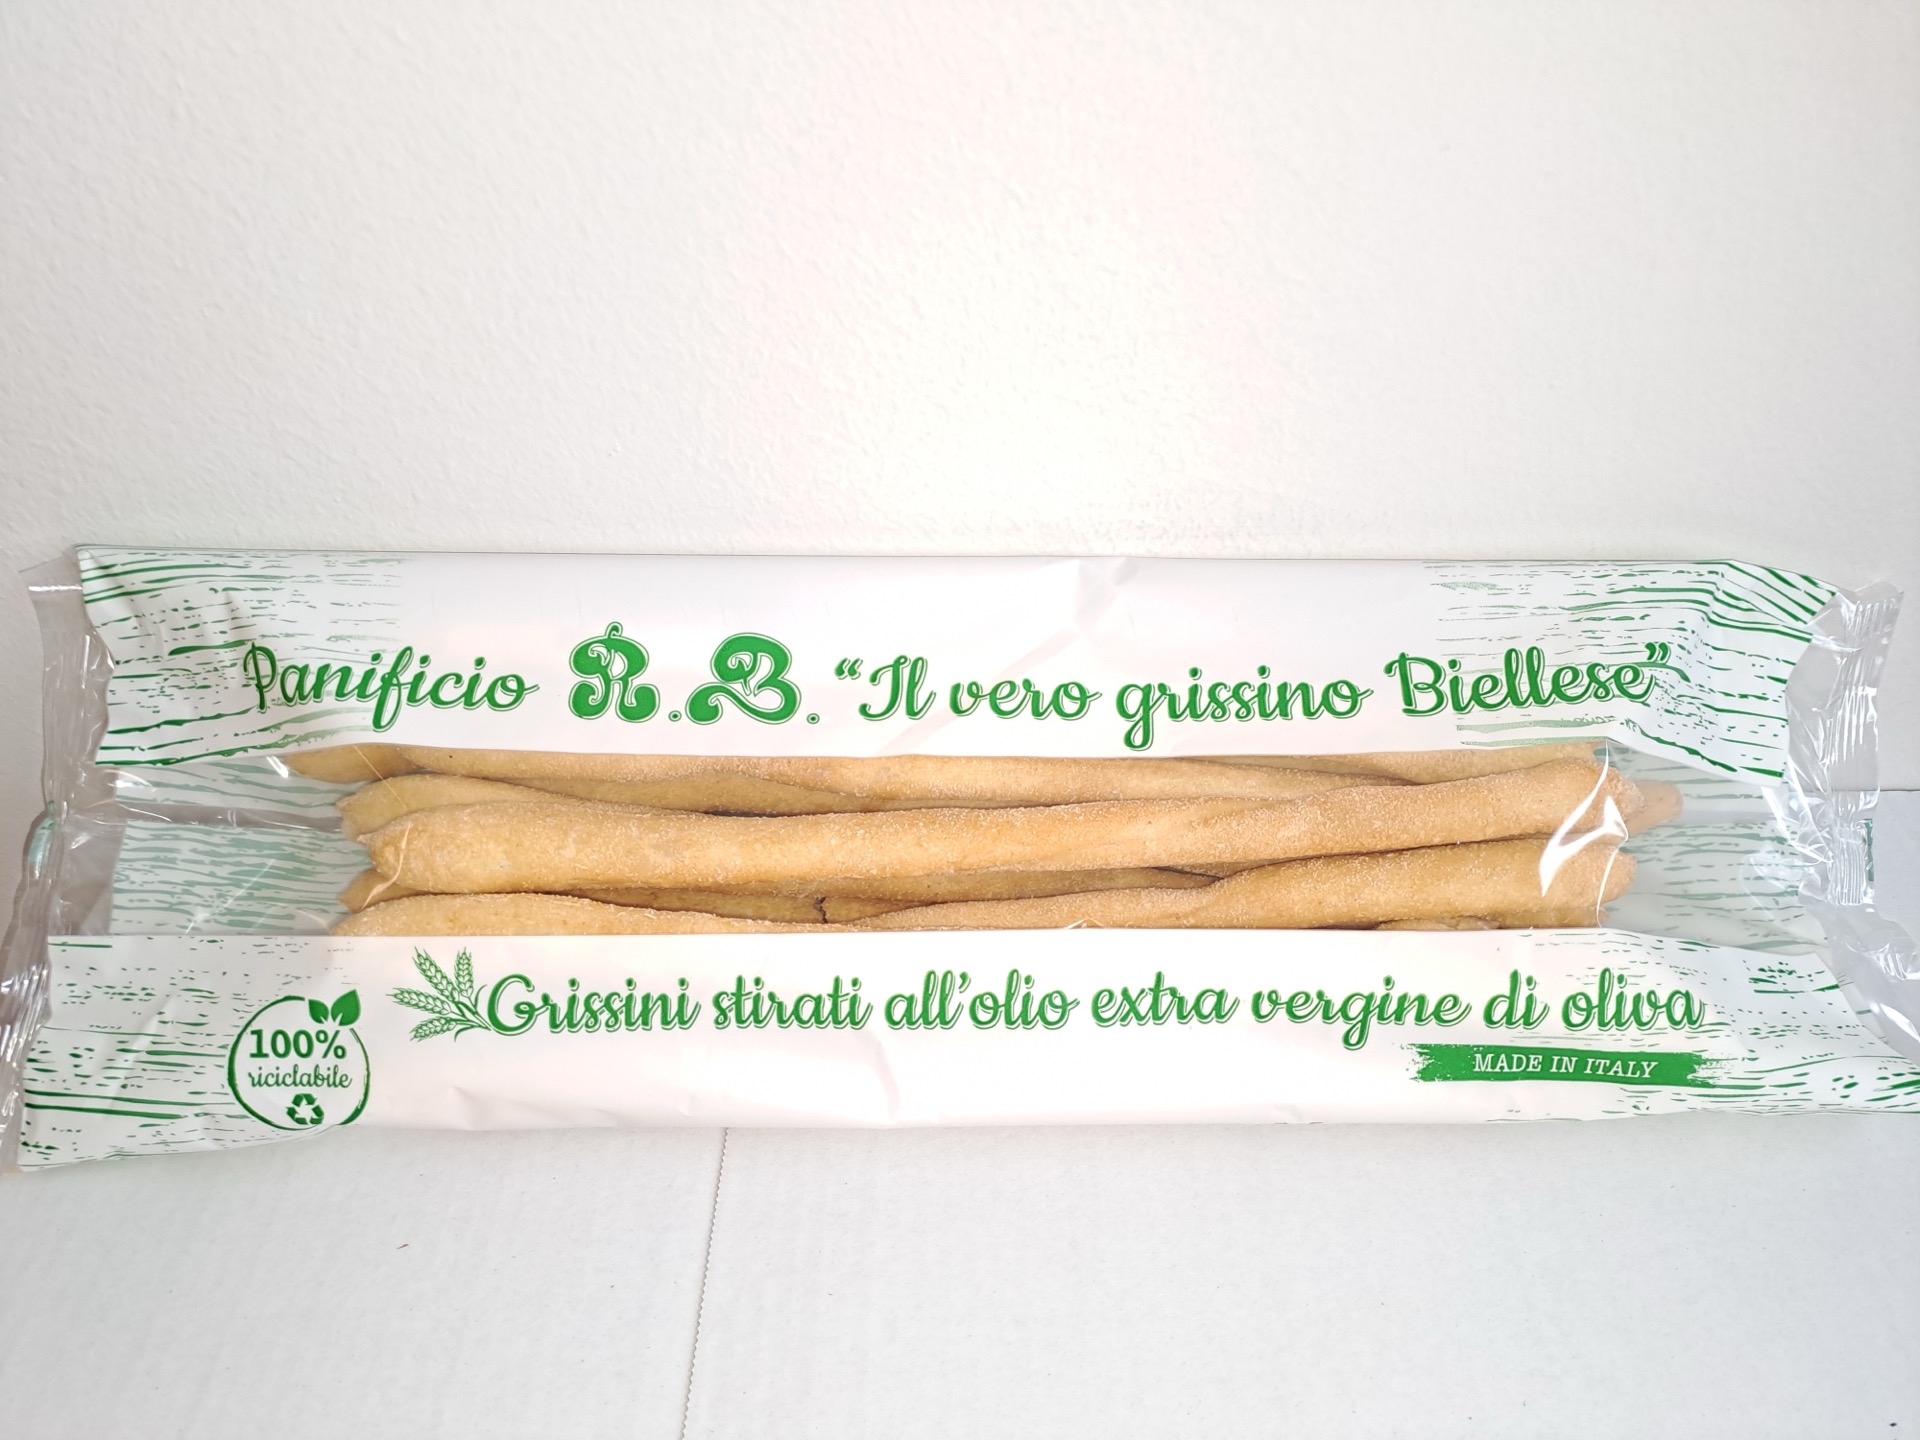 Panificio R.B. “Il vero grissino Biellese”
Grissini stirati all’olio extra vergine di oliva
100%
riciclabile
MADE IN ITALY